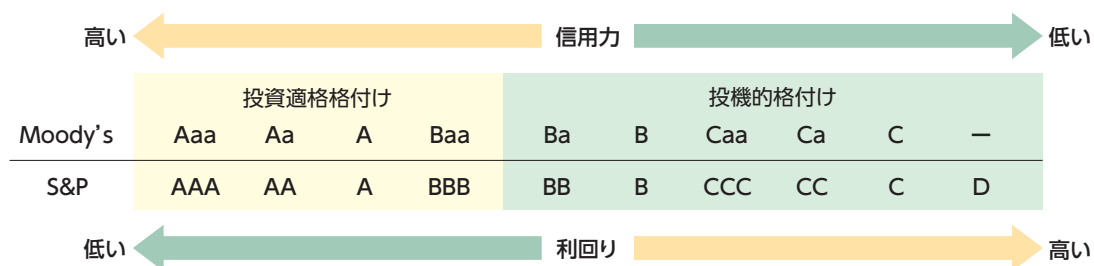 高い 信用力 低い
投資適格格付け 投機的格付け
Moody's Aaa Aa A Baa Ba B Caa Ca C ー
S&P AAA AA A BBB BB B CCC CC C D
低い 利回り 高い